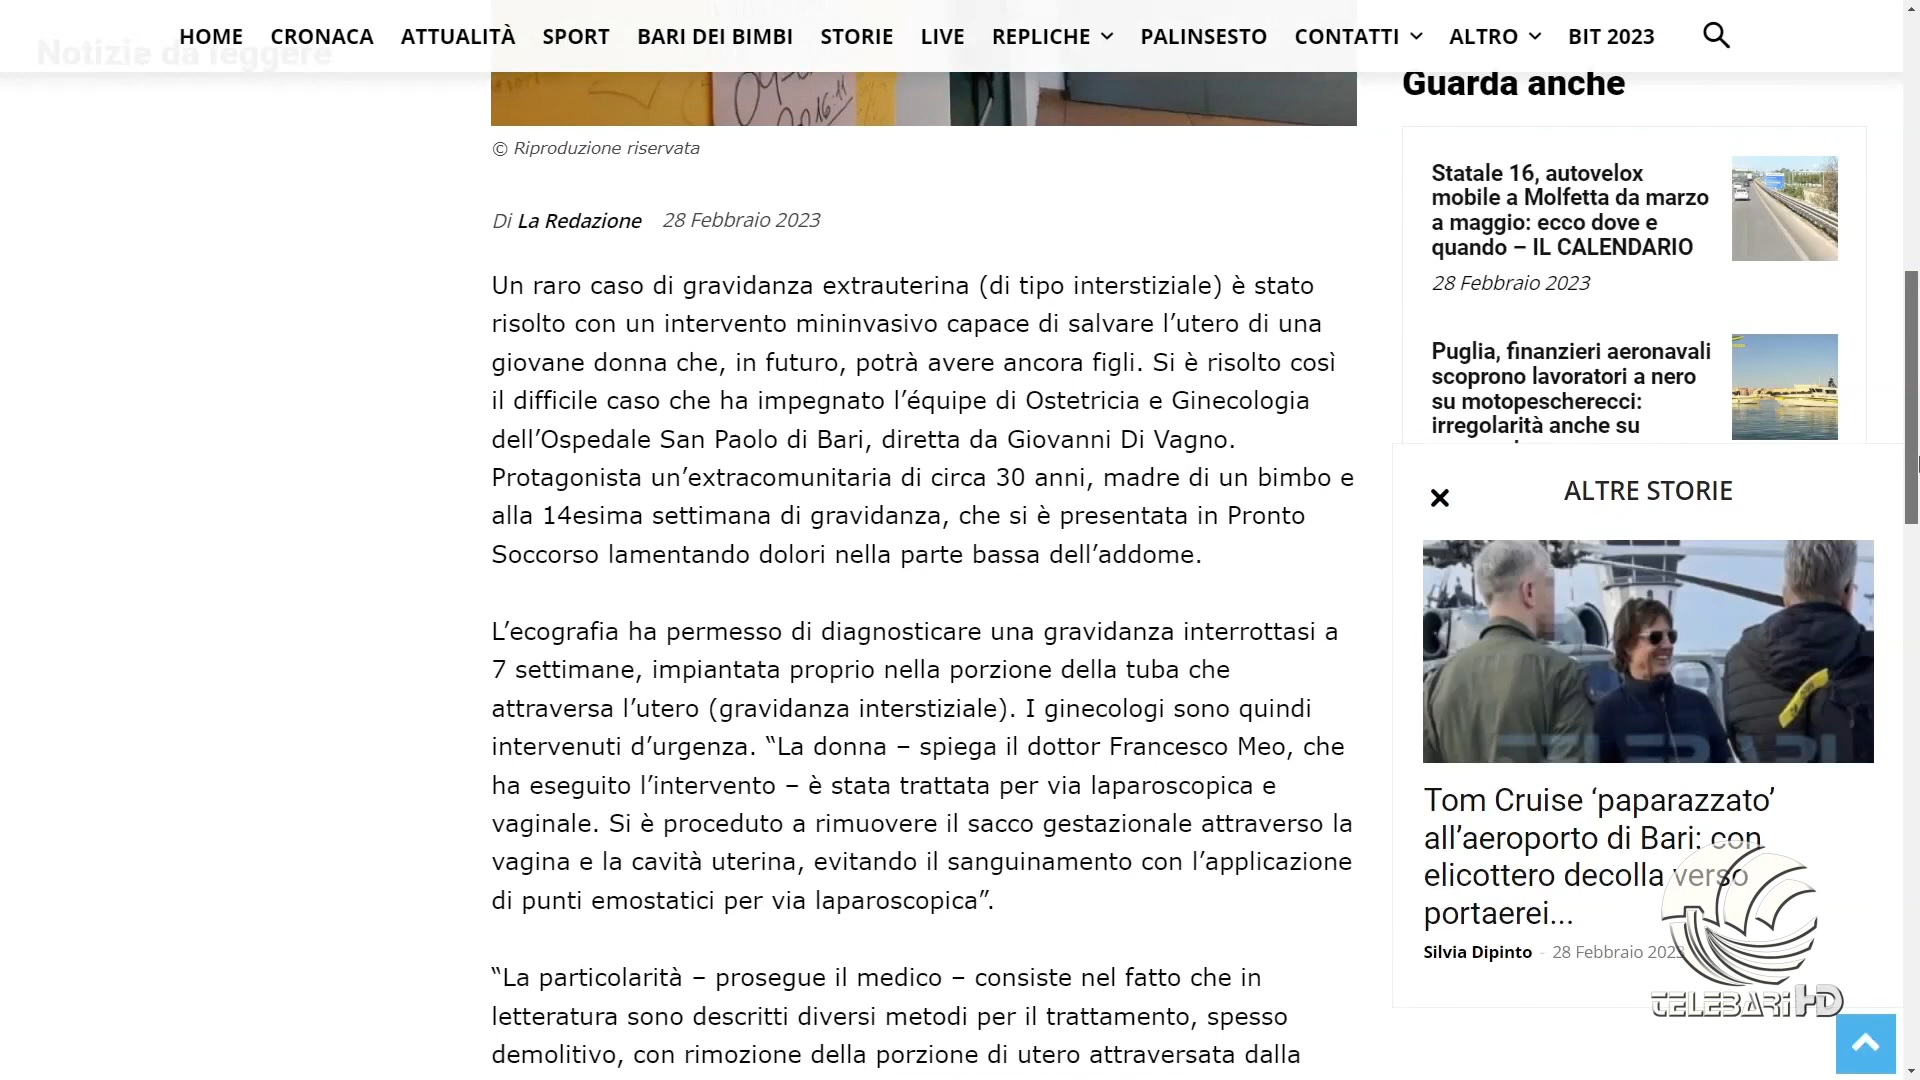 HOME CRONACA ATTUALITÀ SPORT BARI DEI BIMBI STORIE LIVE REPLICHE PALINSESTO CONTATTI ALTRO BIT 2023
Notizie da leggere
© Riproduzione riservata
Di La Redazione 28 Febbraio 2023
Un raro caso di gravidanza extrauterina (di tipo interstiziale) è stato
risolto con un intervento mininvasivo capace di salvare l’utero di una
giovane donna che, in futuro, potrà avere ancora figli. Si è risolto così
il difficile caso che ha impegnato l’équipe di Ostetricia e Ginecologia
dell’Ospedale San Paolo di Bari, diretta da Giovanni Di Vagno.
Protagonista un’extracomunitaria di circa 30 anni, madre di un bimbo e
alla 14esima settimana di gravidanza, che si è presentata in Pronto
Soccorso lamentando dolori nella parte bassa dell’addome.
L’ecografia ha permesso di diagnosticare una gravidanza interrottasi a
7 settimane, impiantata proprio nella porzione della tuba che
attraversa l’utero (gravidanza interstiziale). I ginecologi sono quindi
intervenuti d’urgenza. “La donna – spiega il dottor Francesco Meo, che
ha eseguito l’intervento – è stata trattata per via laparoscopica e
vaginale. Si è proceduto a rimuovere il sacco gestazionale attraverso la
vagina e la cavità uterina, evitando il sanguinamento con l’applicazione
di punti emostatici per via laparoscopica”.
“La particolarità – prosegue il medico – consiste nel fatto che in
letteratura sono descritti diversi metodi per il trattamento, spesso
demolitivo, con rimozione della porzione di utero attraversata dalla
Guarda anche
Statale 16, autovelox
mobile a Molfetta da marzo
a maggio: ecco dove e
quando – IL CALENDARIO
28 Febbraio 2023
Puglia, finanzieri aeronavali
scoprono lavoratori a nero
su motopescherecci:
irregolarità anche su
ALTRE STORIE
TELEBARI
Tom Cruise ‘paparazzato’
all’aeroporto di Bari: con
elicottero decolla verso
portaerei...
Silvia Dipinto - 28 Febbraio 2023
TELEBARI HD